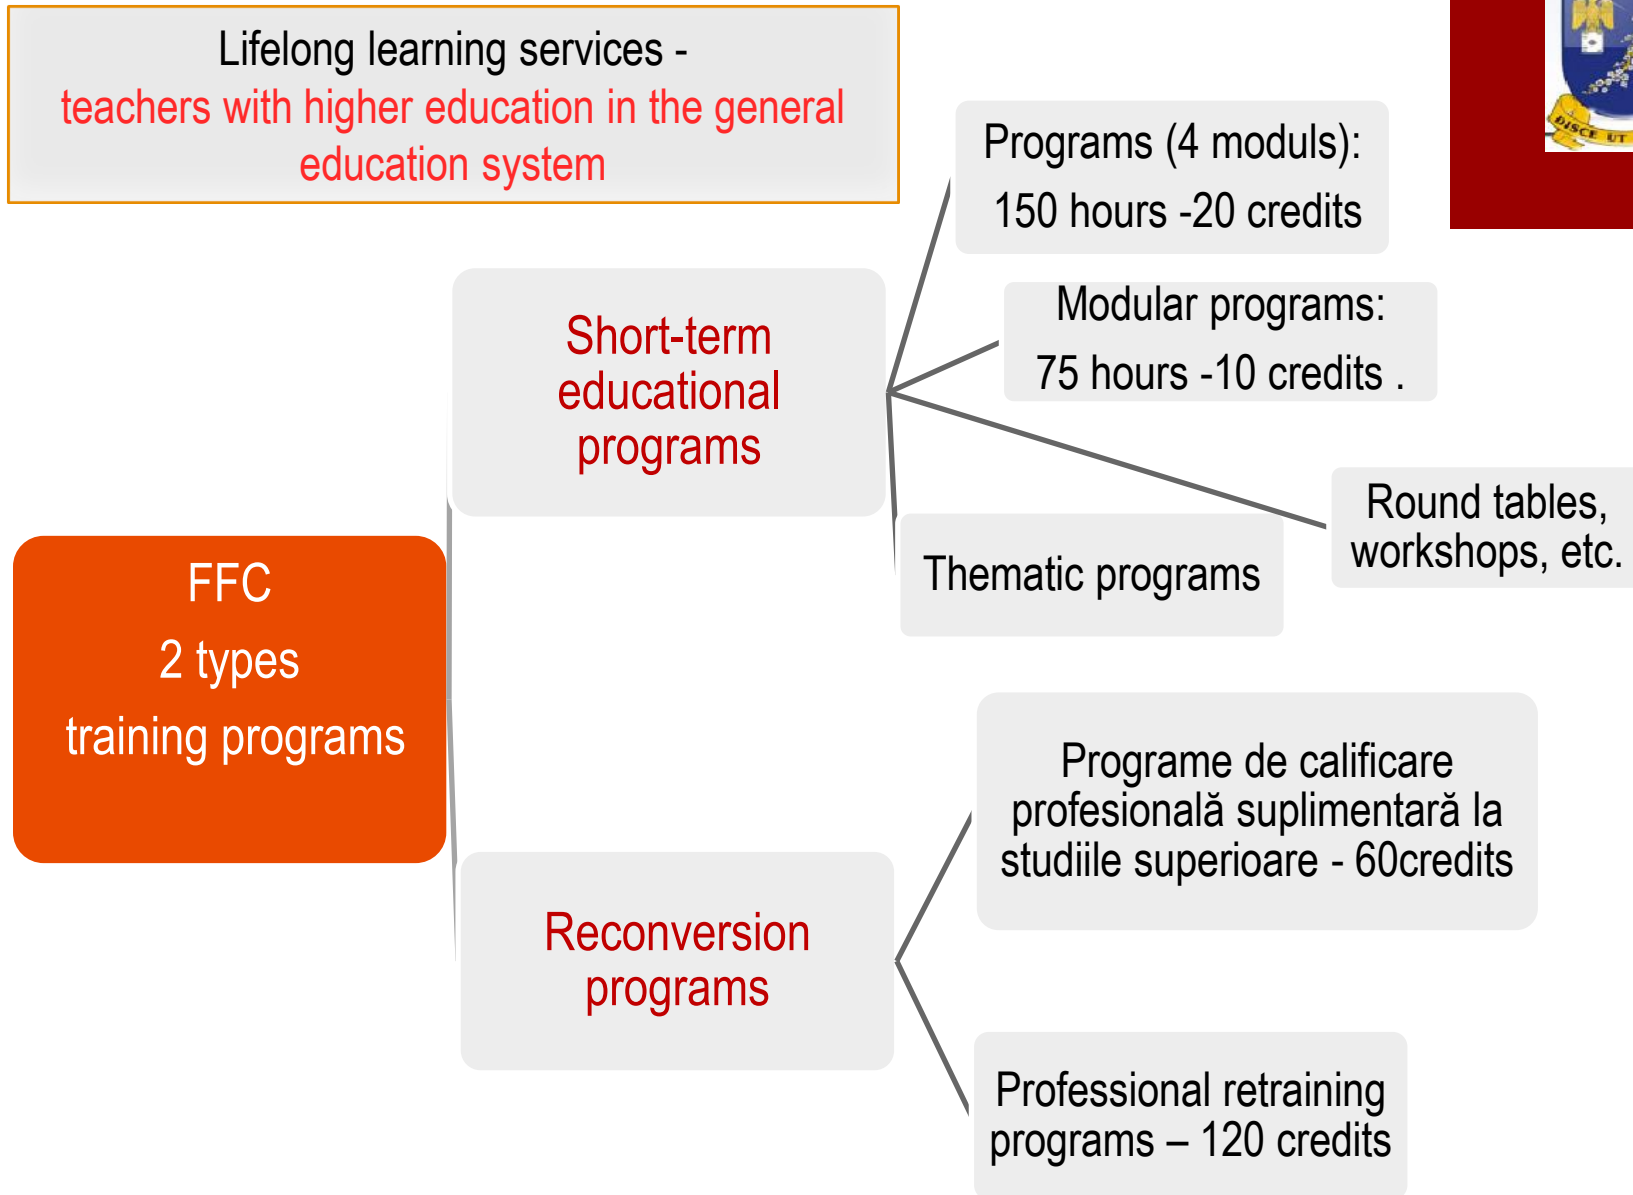 Lifelong learning services -
teachers with higher education in the general
education system
DISCE UT
Programs (4 moduls):
150 hours -20 credits
Modular programs:
75 hours -10 credits .
Short-term
educational
programs
Round tables,
workshops, etc.
Thematic programs
FFC
2 types
training programs
Programe de calificare
profesională suplimentară la
studiile superioare - 60credits
Reconversion
programs
Professional retraining
programs – 120 credits